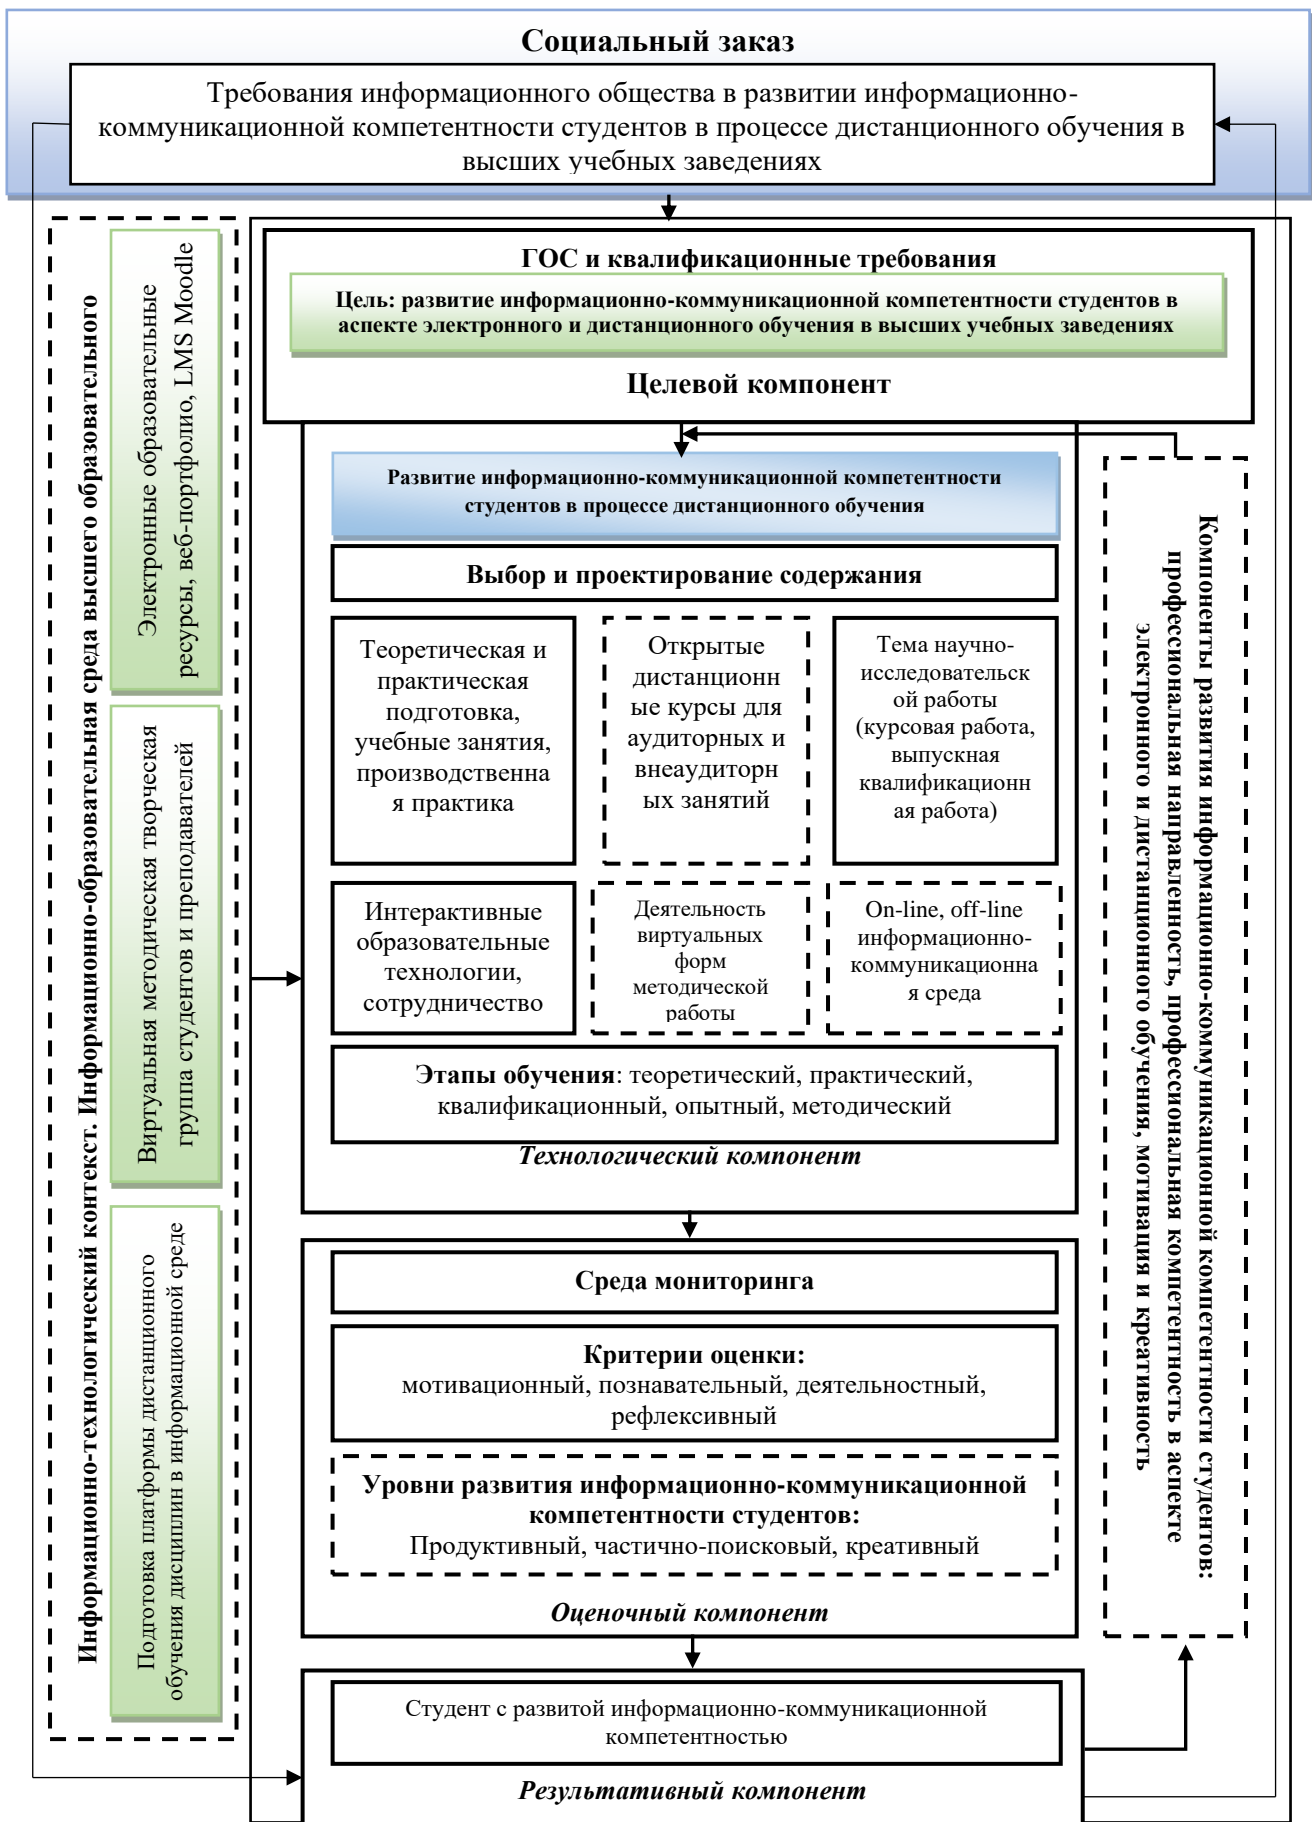 Социальный заказ
Требования информационного общества в развитии информационно-
коммуникационной компетентности студентов в процессе дистанционного обучения в
высших учебных заведениях
Информационно-технологический контекст. Информационно-образовательная среда высшего образовательного
Электронные образовательные
ресурсы, веб-портфолио, LMS Moodle
Виртуальная методическая творческая
группа студентов и преподавателей
Подготовка платформы дистанционного
обучения дисциплин в информационной среде
ГОС и квалификационные требования
Цель: развитие информационно-коммуникационной компетентности студентов в
аспекте электронного и дистанционного обучения в высших учебных заведениях
Целевой компонент
Развитие информационно-коммуникационной компетентности
студентов в процессе дистанционного обучения
Выбор и проектирование содержания
Теоретическая и
практическая
подготовка,
учебные занятия,
производственна
я практика
Открытые
дистанционн
ые курсы для
аудиторных и
внеаудиторн
ых занятий
Тема научно-
исследовательск
ой работы
(курсовая работа,
выпускная
квалификационн
ая работа)
Интерактивные
образовательные
технологии,
сотрудничество
Деятельность
виртуальных
форм
методической
работы
On-line, off-line
информационно-
коммуникационна
я среда
Этапы обучения: теоретический, практический,
квалификационный, опытный, методический
Технологический компонент
Среда мониторинга
Критерии оценки:
мотивационный, познавательный, деятельностный,
рефлексивный
Уровни развития информационно-коммуникационной
компетентности студентов:
Продуктивный, частично-поисковый, креативный
Оценочный компонент
Студент с развитой информационно-коммуникационной
компетентностью
Результативный компонент
Компоненты развития информационно-коммуникационной компетентности студентов:
профессиональная направленность, профессиональная компетентность в аспекте
электронного и дистанционного обучения, мотивация и креативность